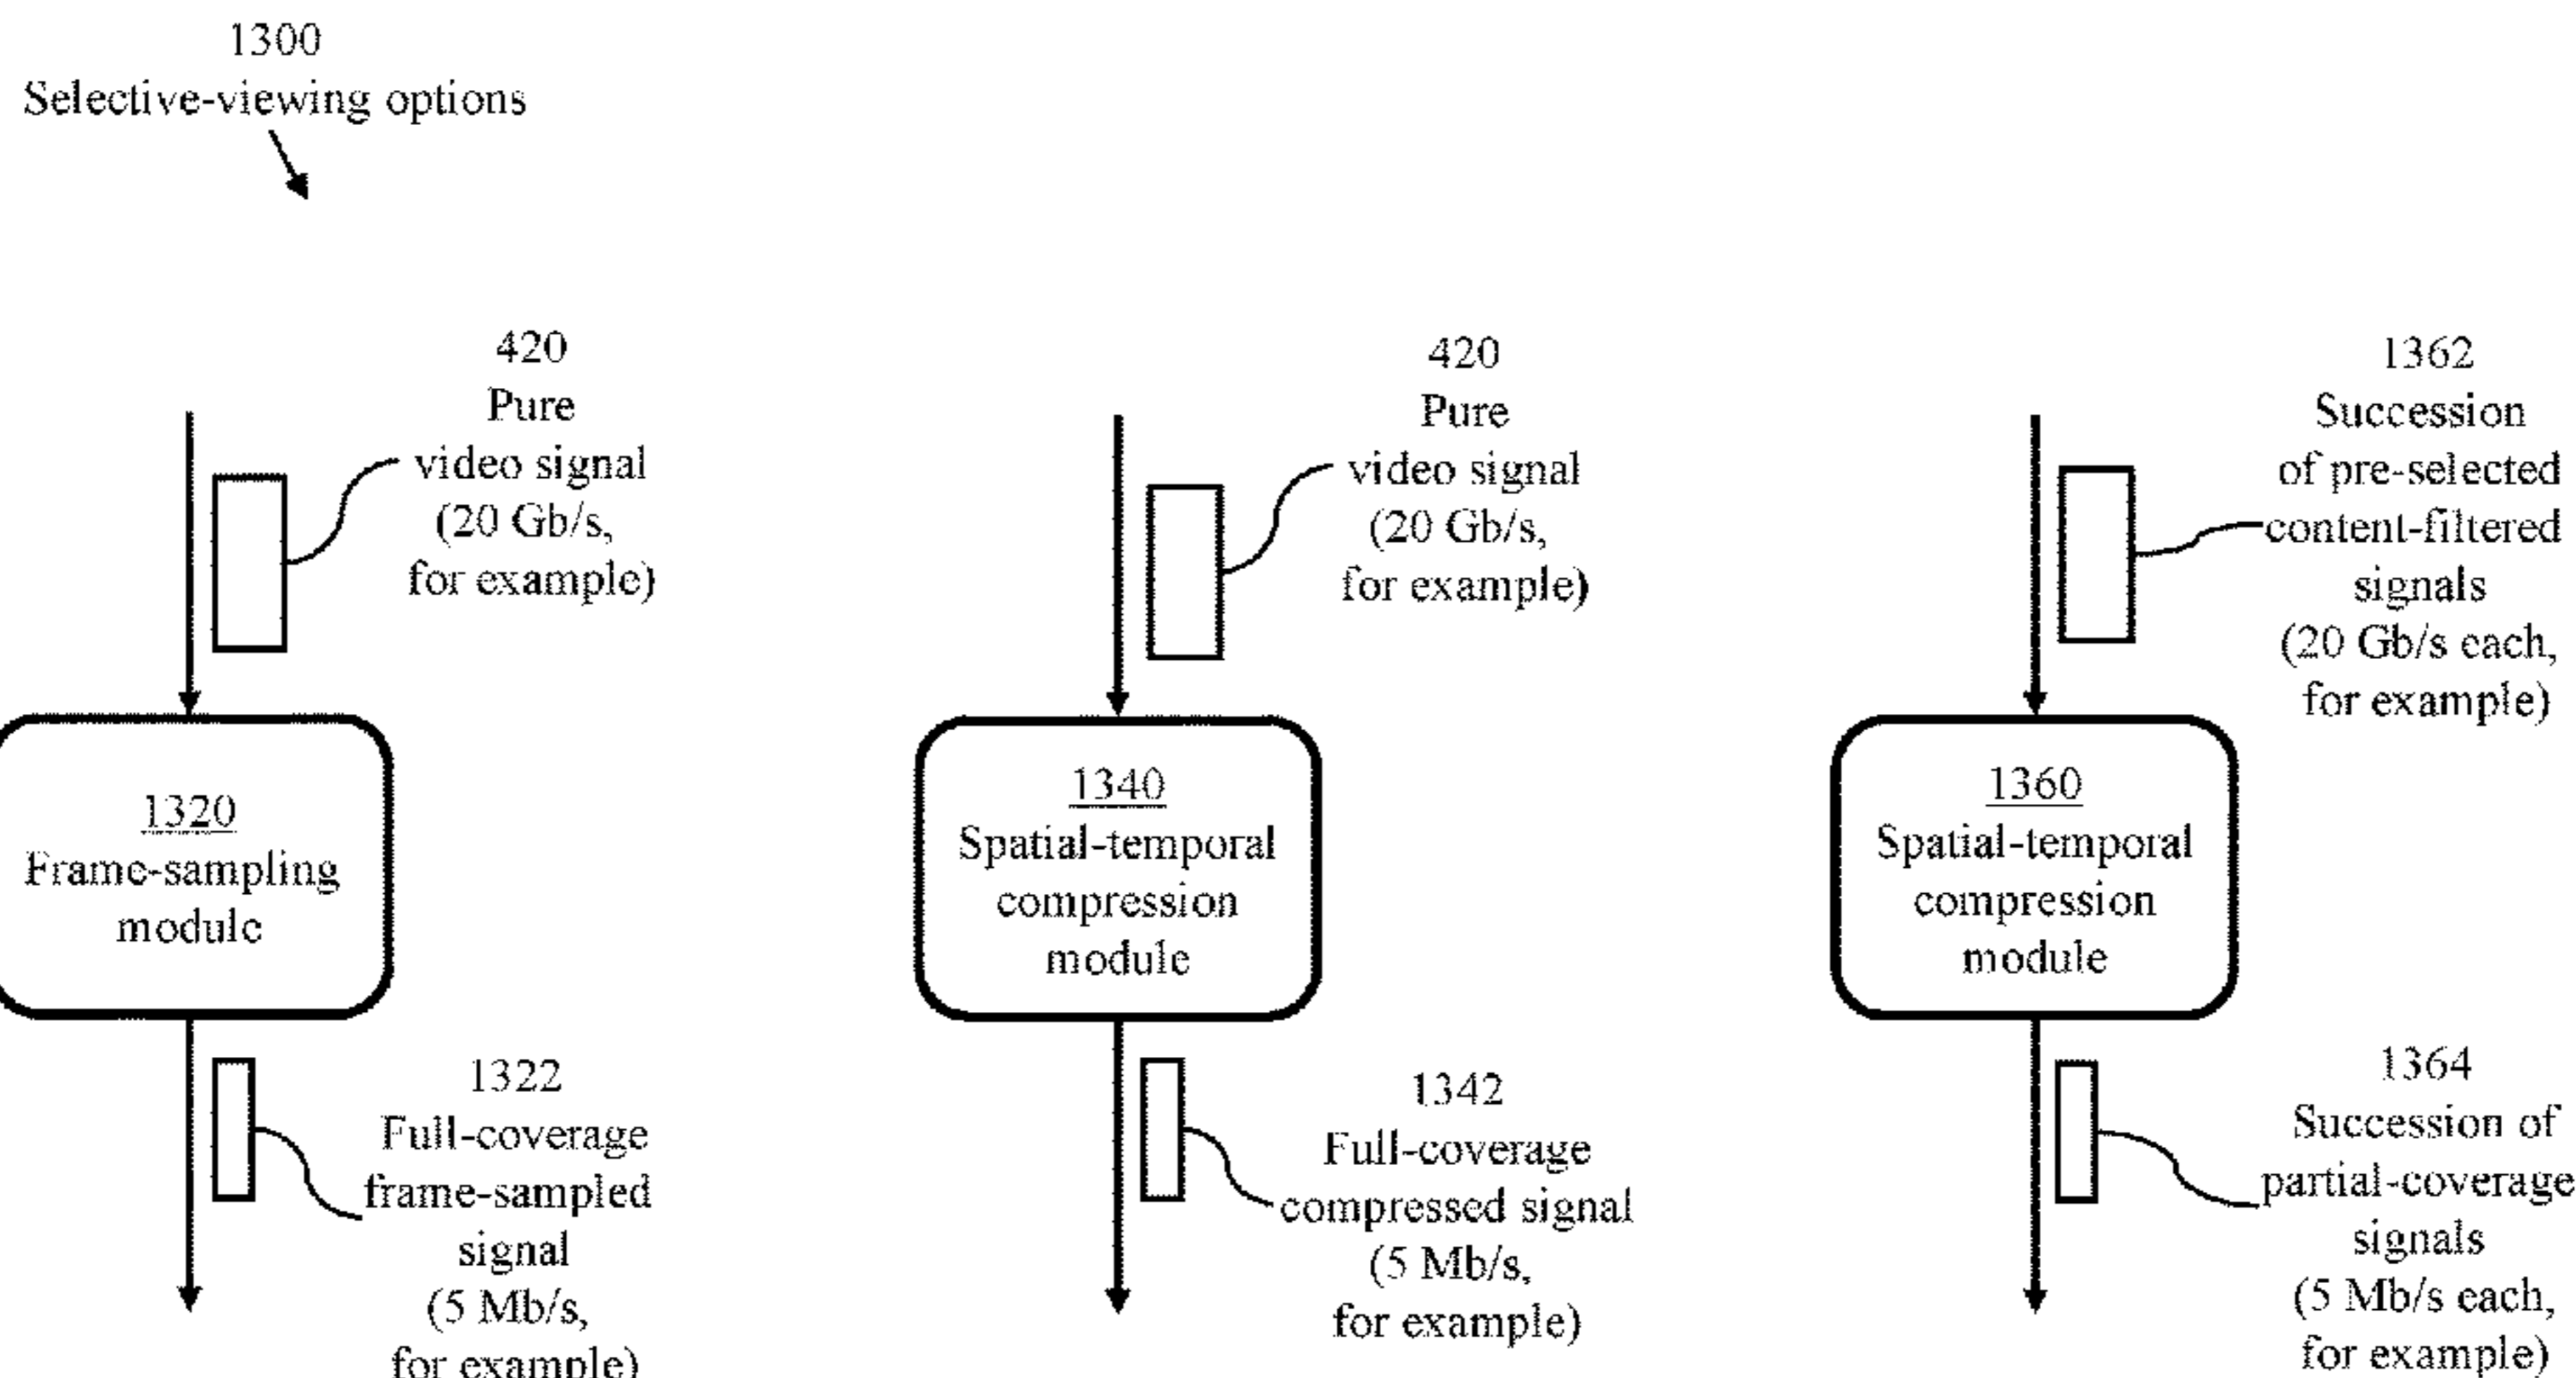 1300
Selective-viewing options
420
Pure
video signal
(20 Gb/s,
for example)
1320
Frame-sampling
module
1322
Full-coverage
frame-sampled
signal
(5 Mb/s,
for example)
420
Pure
video signal
(20 Gb/s,
for example)
1340
Spatial-temporal
compression
module
1342
Full-coverage
compressed signal
(5 Mb/s,
for example)
1362
Succession
of pre-selected
content-filtered
signals
(20 Gb/s each,
for example)
1360
Spatial-temporal
compression
module
1364
Succession of
partial-coverage
signals
(5 Mb/s each,
for example)